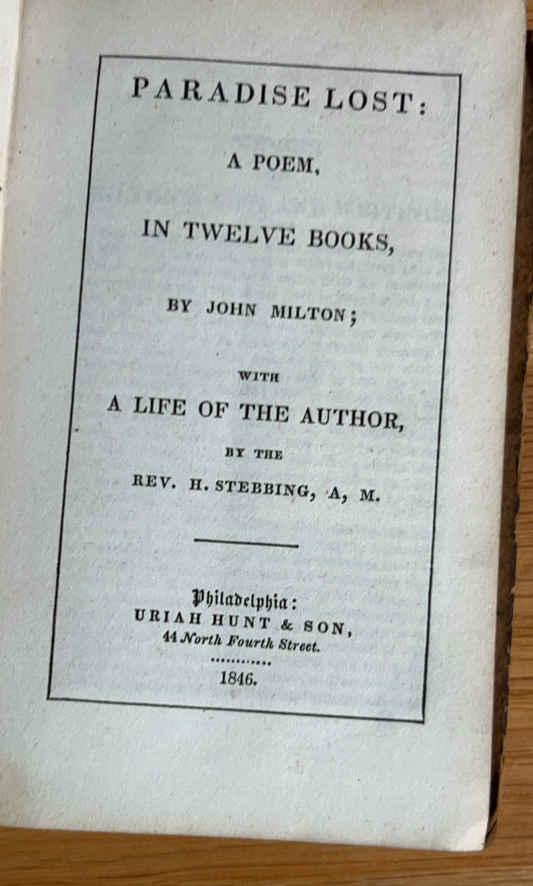 PARADISE LOST:
A POEM,
IN TWELVE BOOKS,
BY JOHN MILTON;
WITH
A LIFE OF THE AUTHOR,
BY THE
REV. H. STEBBING, A, M.
Philadelphia:
URIAH HUNT & SON,
44 North Fourth Street.
............
1846.